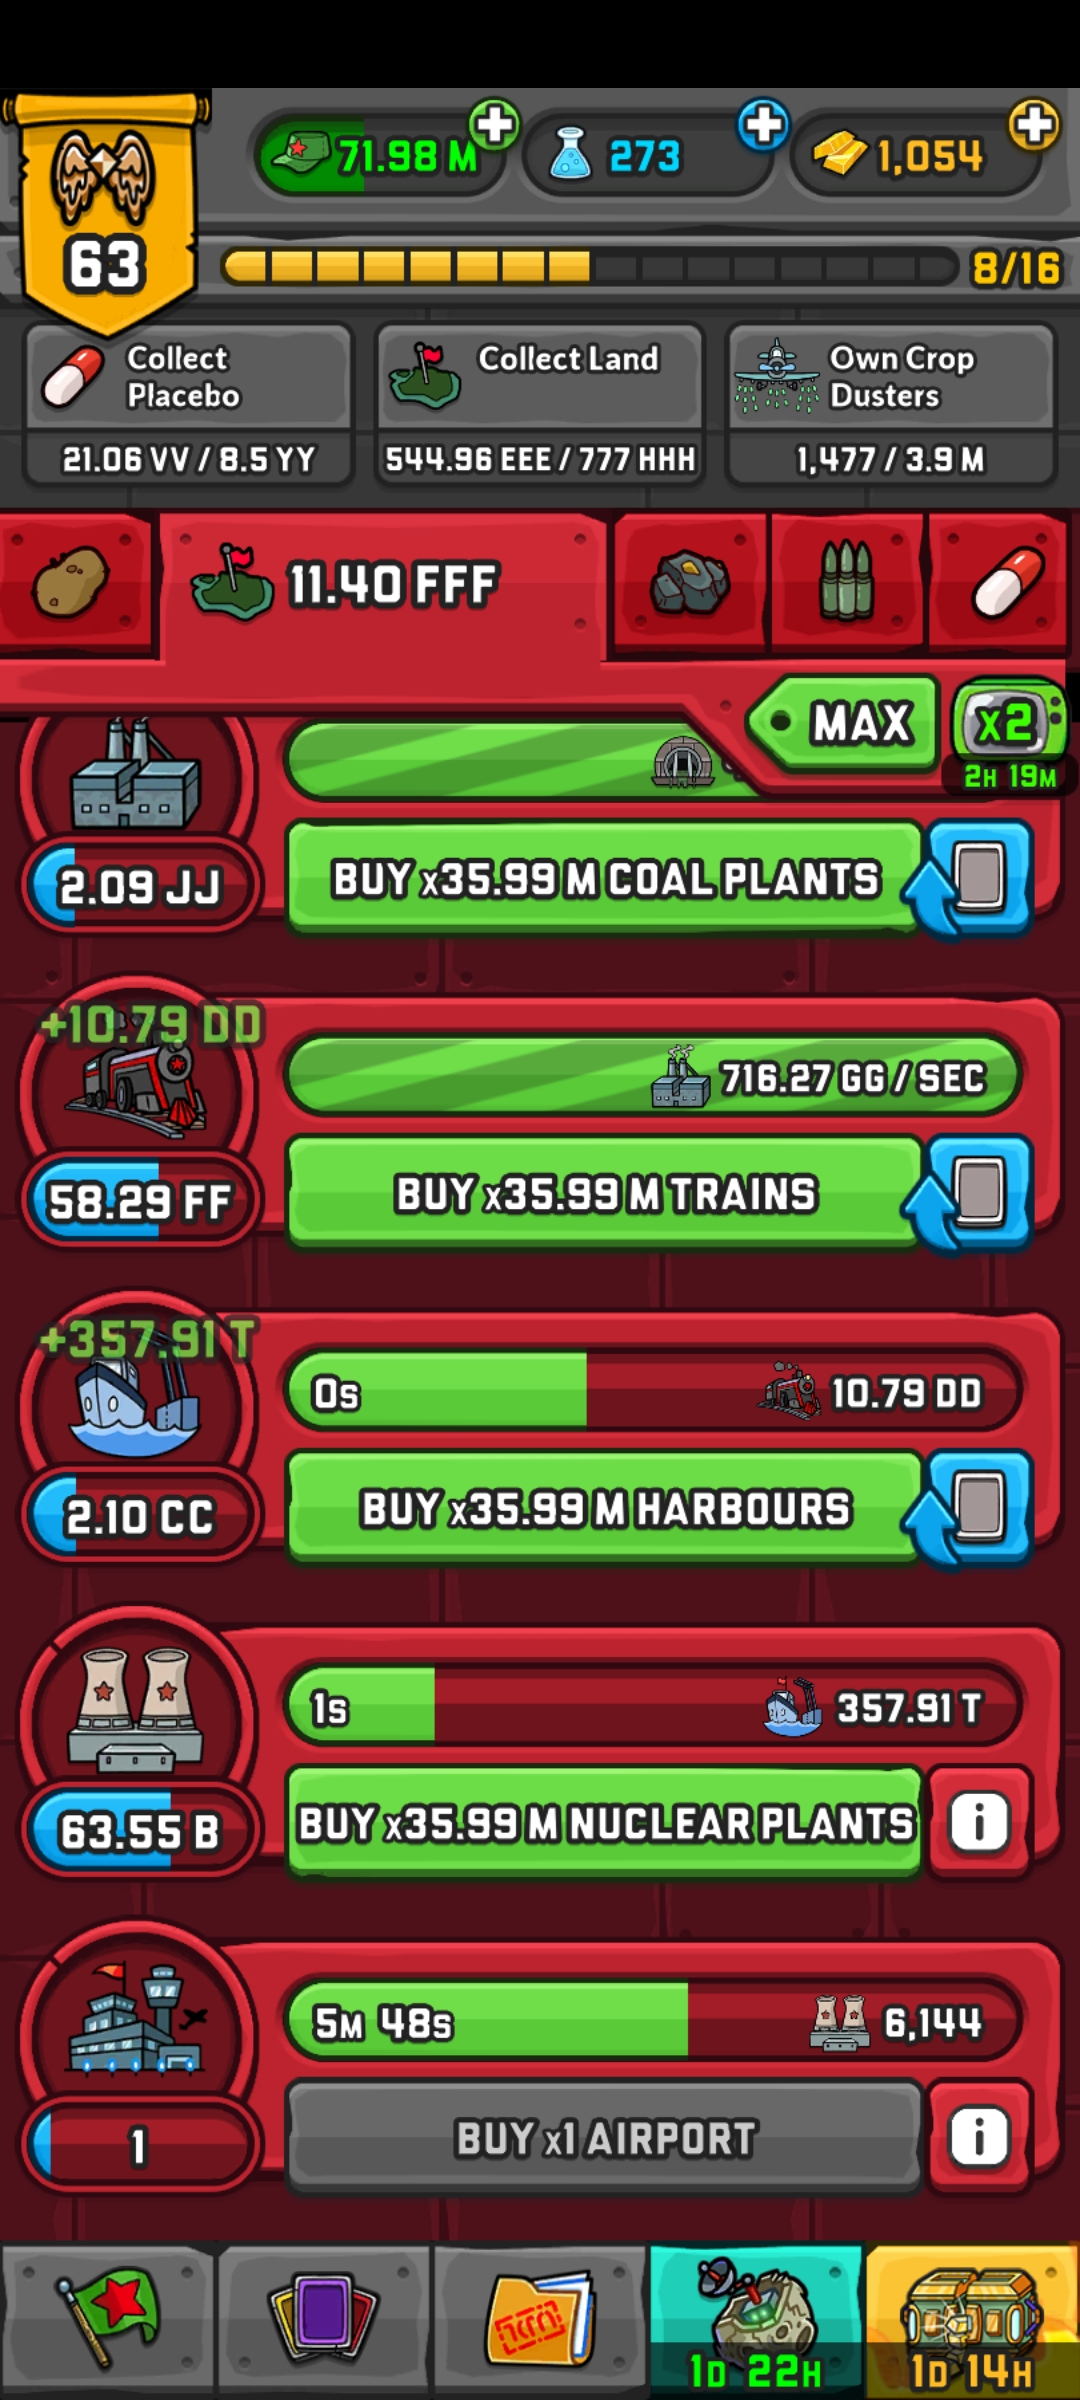 71.98 M
273
1,054
63
8/16
Collect
Placebo
21.06 VV / 8.5 YY
Collect Land
544.96 EEE / 777 HHH
Own Crop
Dusters
1,477 / 3.9 M
11.40 FFF
MAX
x2
2H 19M
2.09 JJ
BUY x35.99 M COAL PLANTS
+10.79 DD
716.27 GG / SEC
58.29 FF
BUY x35.99 M TRAINS
+357.91 T
0s
10.79 DD
2.10 CC
BUY x35.99 M HARBOURS
1s
357.91 T
63.55 B
BUY x35.99 M NUCLEAR PLANTS
i
5M 48s
6,144
1
BUY x1 AIRPORT
i
1D 22H
1D 14H